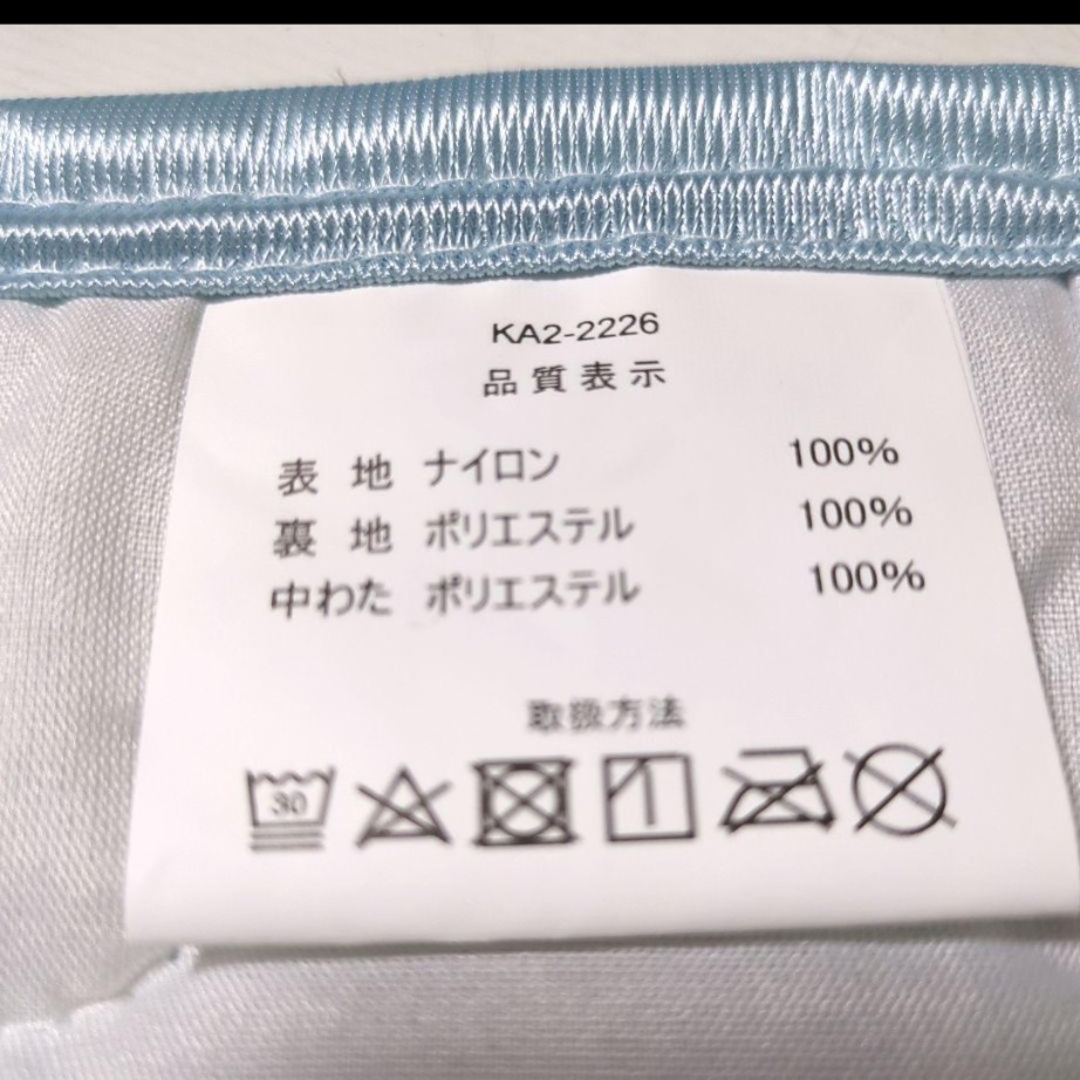 KA2-2226
品質表示
表 地 ナイロン 100%
裏 地 ポリエステル 100%
中わた ポリエステル 100%
取扱方法
30